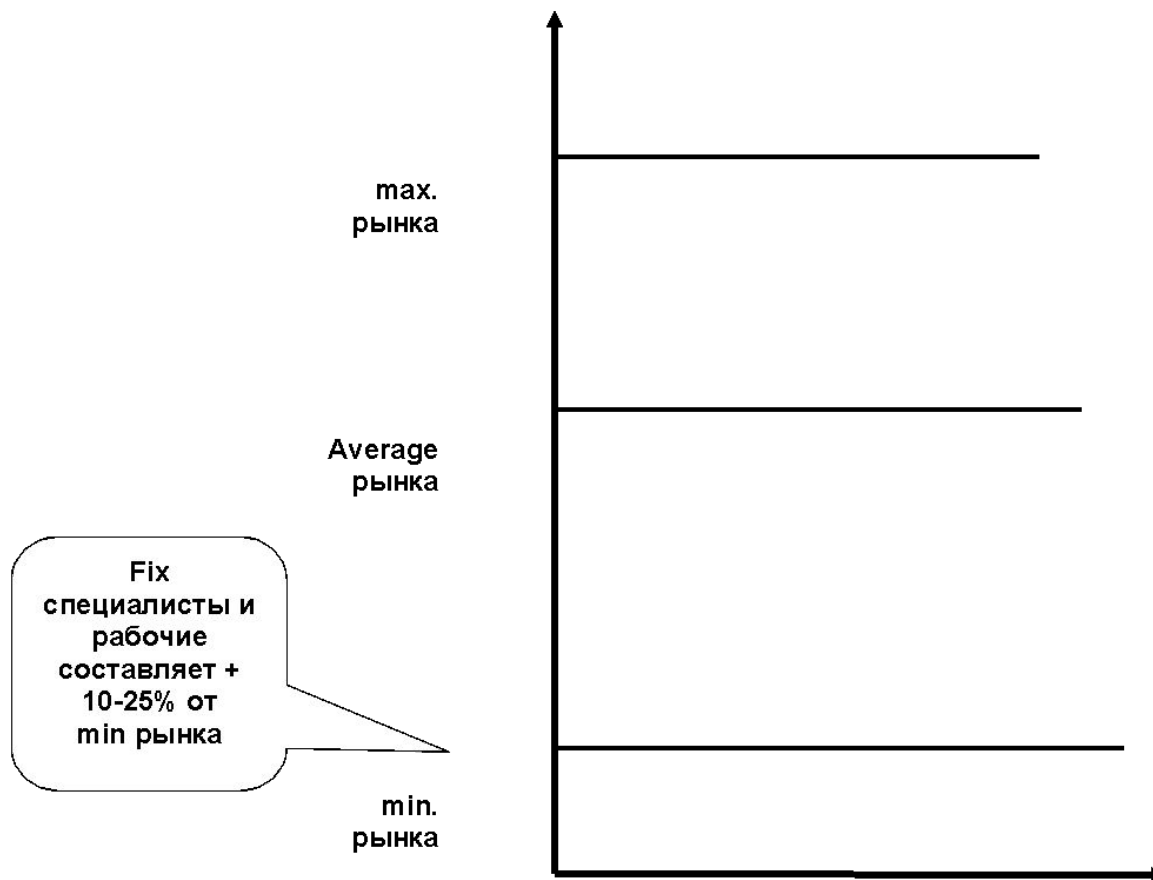 max.
рынка
Average
рынка
Fix
специалисты и
рабочие
составляет +
10-25% от
min рынка
min.
рынка